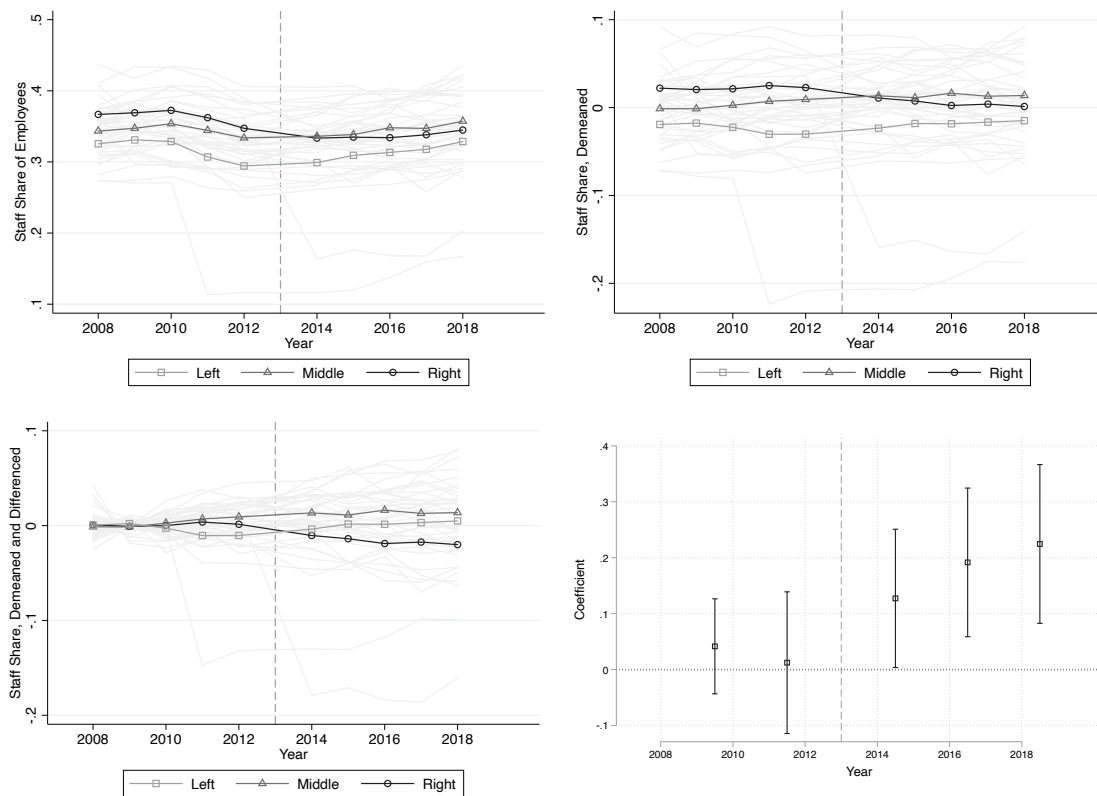 Staff Share of Employees
.5
.4
.3
.2
.1
2008 2010 2012 2014 2016 2018
Year
Left Middle Right
Staff Share, Demeaned
.1
0
-.1
-.2
2008 2010 2012 2014 2016 2018
Year
Left Middle Right
Staff Share, Demeaned and Differenced
.1
0
-.1
-.2
2008 2010 2012 2014 2016 2018
Year
Left Middle Right
Coefficient
.4
.3
.2
.1
0
-.1
2008 2010 2012 2014 2016 2018
Year